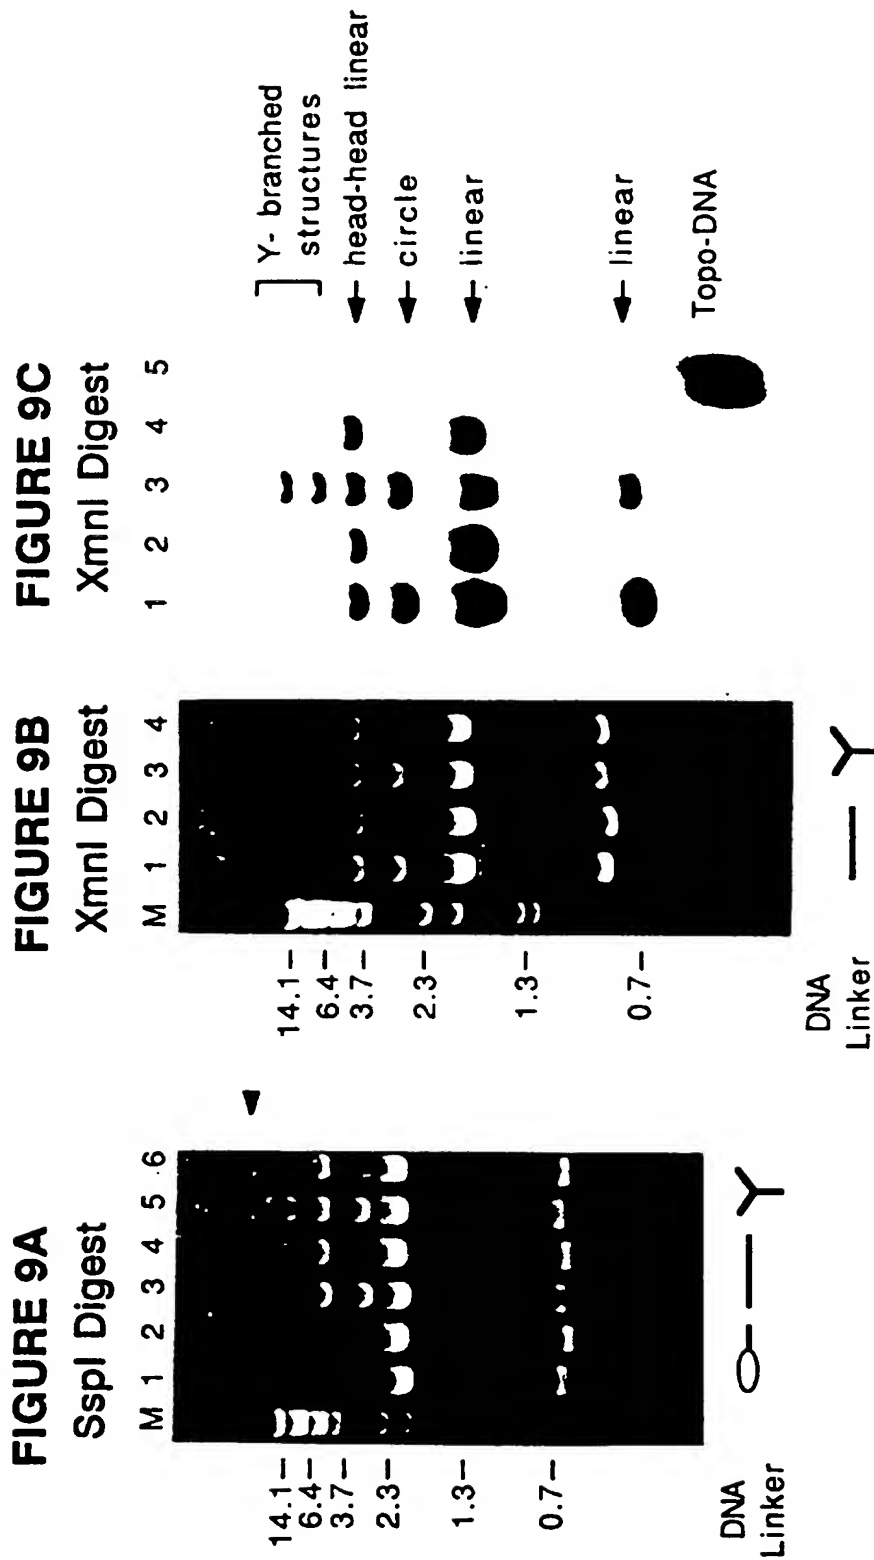 FIGURE 9A
SspI Digest
M 1 2 3 4 5 6
14.1
6.4
3.7
2.3
1.3
0.7
DNA
Linker
FIGURE 9B
XmnI Digest
M 1 2 3 4
14.1
6.4
3.7
2.3
1.3
0.7
DNA
Linker
FIGURE 9C
XmnI Digest
1 2 3 4 5
Y- branched
structures
head-head linear
circle
linear
linear
Topo-DNA